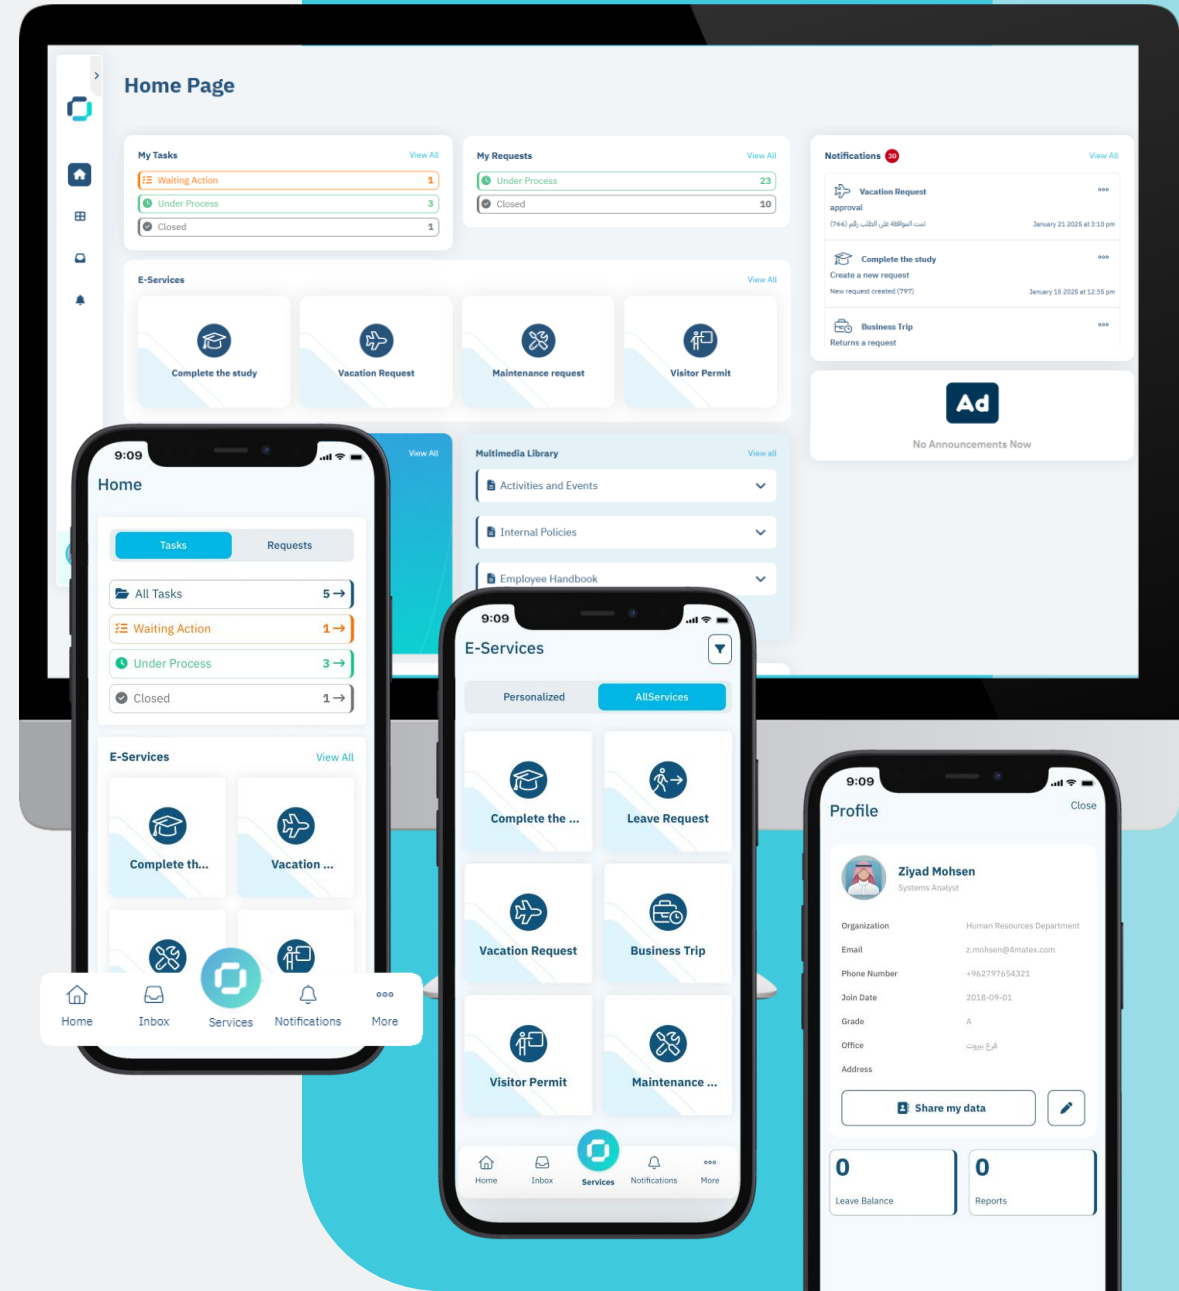 Home Page
My Tasks View All
Waiting Action 1
Under Process 3
Closed 1
My Requests View All
Under Process 23
Closed 10
Notifications 30 View All
Vacation Request
approval
تمت الموافقة على الطلب رقم (766) January 21 2025 at 3:10 pm
Complete the study
Create a new request
New request created (797) January 16 2025 at 12:35 pm
Business Trip
Returns a request
E-Services View All
Complete the study
Vacation Request
Maintenance request
Visitor Permit
Ad
No Announcements Now
View All
Multimedia Library View all
Activities and Events
Internal Policies
Employee Handbook
9:09
Home
Tasks Requests
All Tasks 5
Waiting Action 1
Under Process 3
Closed 1
E-Services View All
Complete th... Vacation ...
Home Inbox Services Notifications More
9:09
E-Services
Personalized AllServices
Complete the ... Leave Request
Vacation Request Business Trip
Visitor Permit Maintenance ...
Home Inbox Services Notifications More
9:09
Profile Close
Ziyad Mohsen
Systems Analyst
Organization Human Resources Department
Email z.mohsen@4matex.com
Phone Number +962797654321
Join Date 2018-09-01
Grade A
Office فرع بيروت
Address
Share my data
0 0
Leave Balance Reports